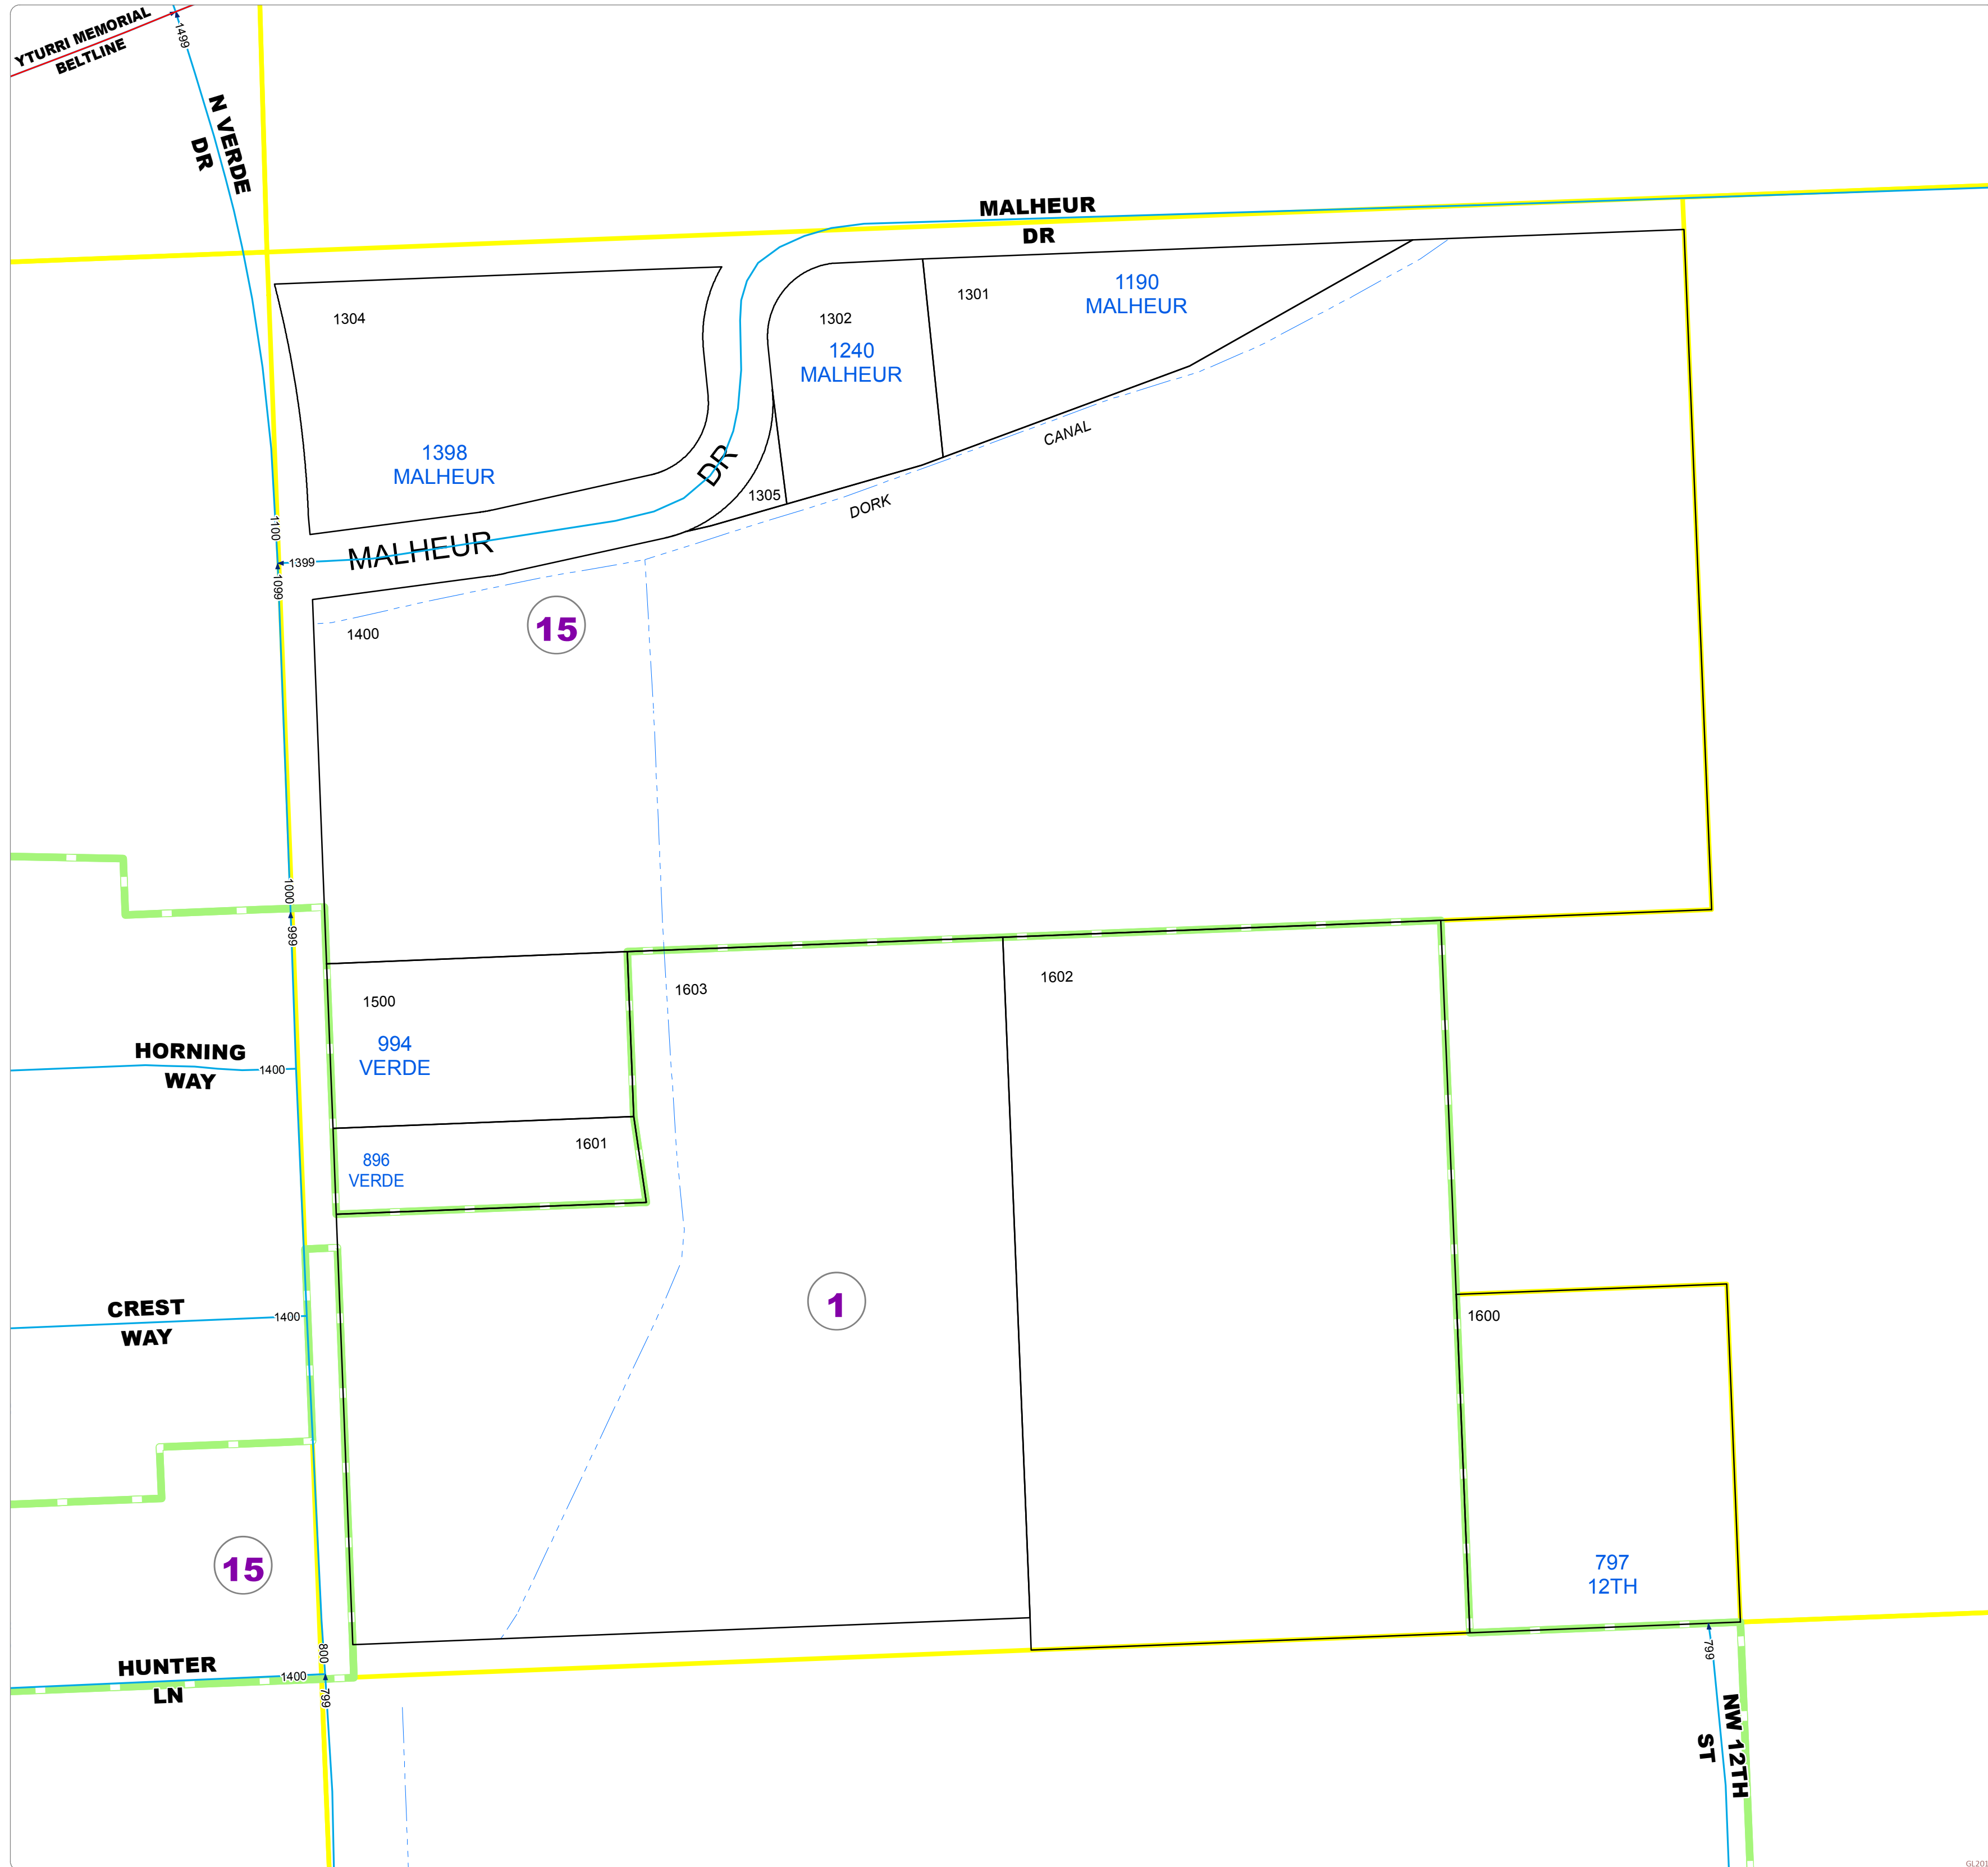 YTURRI MEMORIAL
BELTLINE
1499
N VERDE
DR
MALHEUR
DR
1304
1302
1301
1190
MALHEUR
1240
MALHEUR
1398
MALHEUR
DR
CANAL
1305
DORK
1100
MALHEUR
1399
1099
1400
15
1000
999
1500
1603
1602
994
VERDE
HORNING
WAY
1400
1601
896
VERDE
1
CREST
WAY
1400
1600
15
797
12TH
800
HUNTER
LN
1400
799
799
NW 12TH
ST
GL201